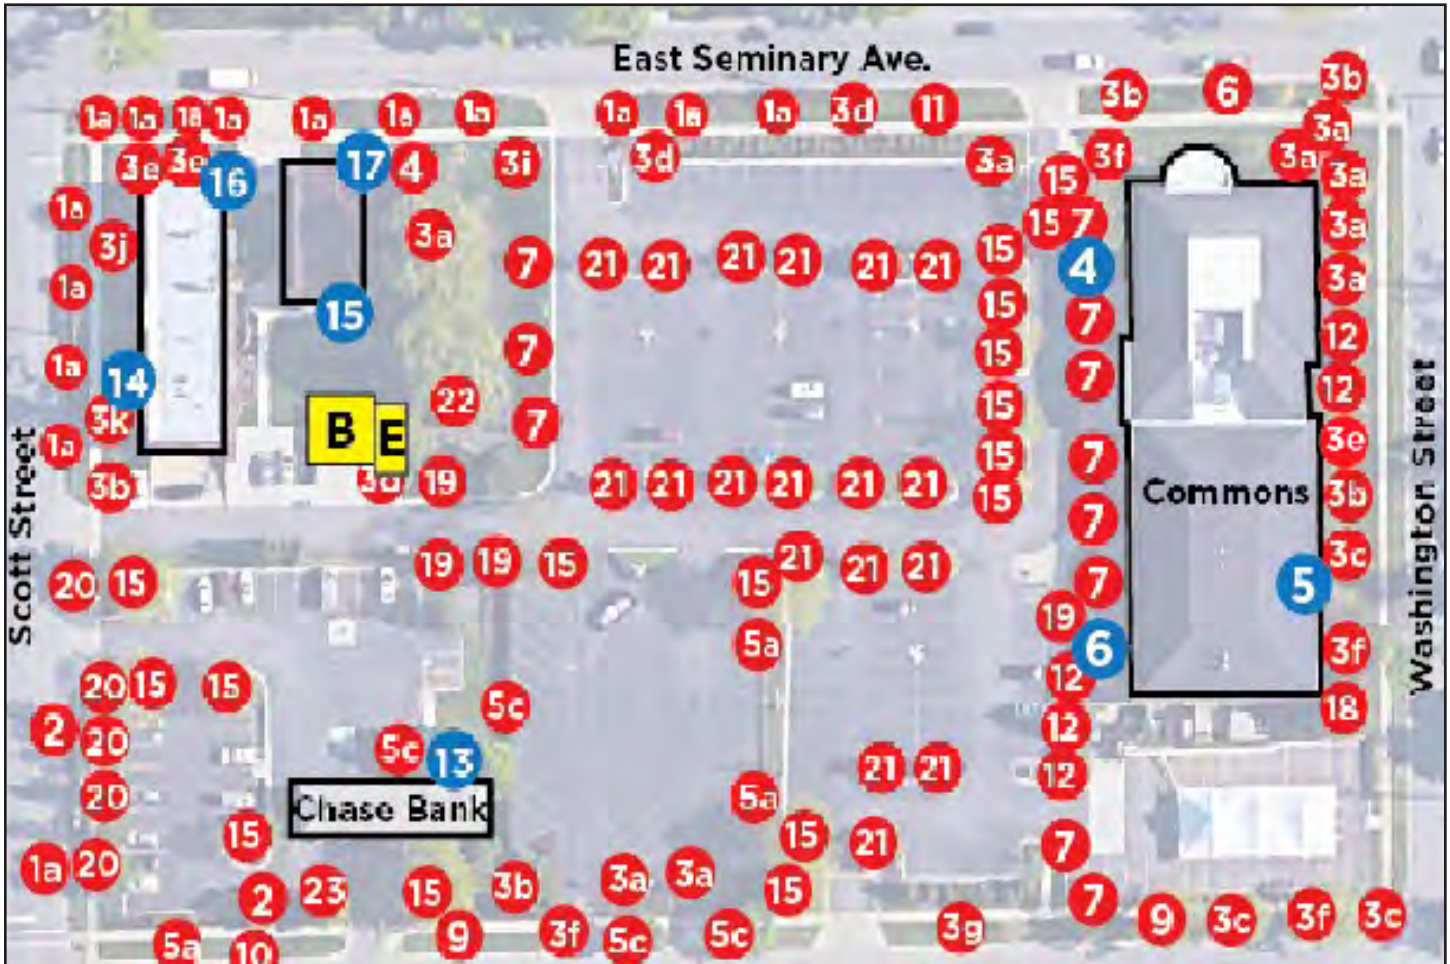 East Seminary Ave.
3b 6 3b
1a 1a 1a 1a 1a 1a 1a 1a 1a 1a 3d 11 3a
3e 3e 16 17 4 3i 3d 3a 15 3f 3a 3a
1a 3j 3a 15 7 3a
1a 7 21 21 21 21 21 21 15 4 3a
15 7 12
1a 14 15 7 15 7 12
3k 22 7 15 3e
1a B E 15 7
3b 3d 19 21 21 21 21 21 21 15 7 Commons 3b
Scott Street
Washington Street
20 15 19 19 15 15 21 21 21 7 5 3c
5a 19 6 3f
20 15 15 5c 12 18
2 20 5c 13 12
20 5a 21 21 12
Chase Bank
1a 20 15 15 21 7
2 23 15 3b 3a 3a 15 7
5a 10 9 3f 5c 5c 3g 9 3c 3f 3c